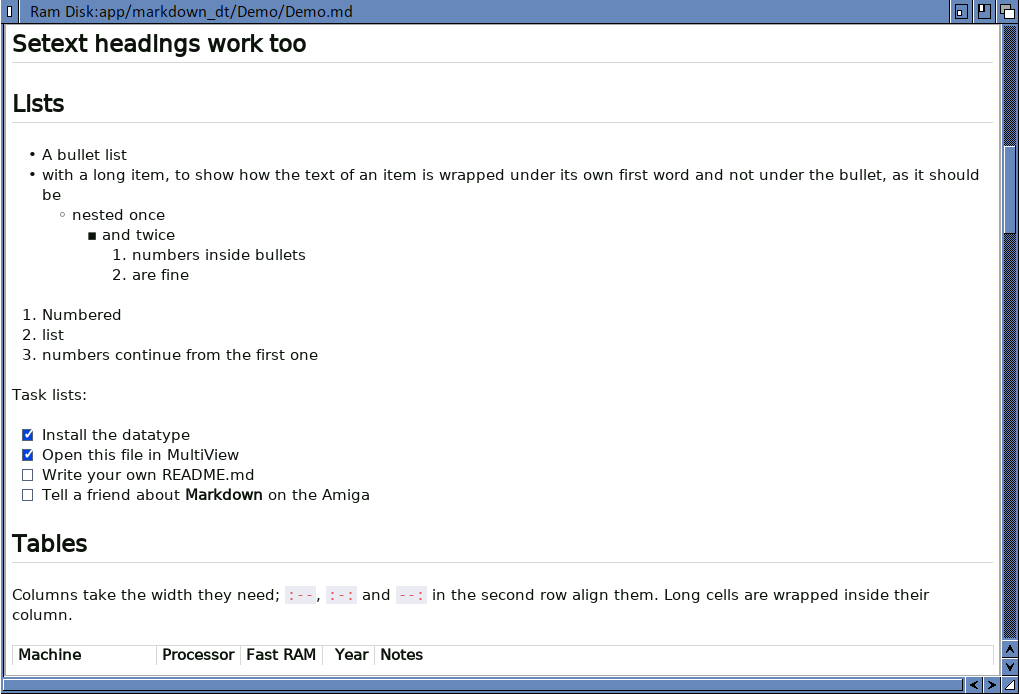 Ram Disk:app/markdown_dt/Demo/Demo.md
Setext headings work too
Lists
• A bullet list
• with a long item, to show how the text of an item is wrapped under its own first word and not under the bullet, as it should
be
◦ nested once
▪ and twice
1. numbers inside bullets
2. are fine
1. Numbered
2. list
3. numbers continue from the first one
Task lists:
Install the datatype
Open this file in MultiView
Write your own README.md
Tell a friend about Markdown on the Amiga
Tables
Columns take the width they need; :--, :-: and --: in the second row align them. Long cells are wrapped inside their
column.
Machine Processor Fast RAM Year Notes